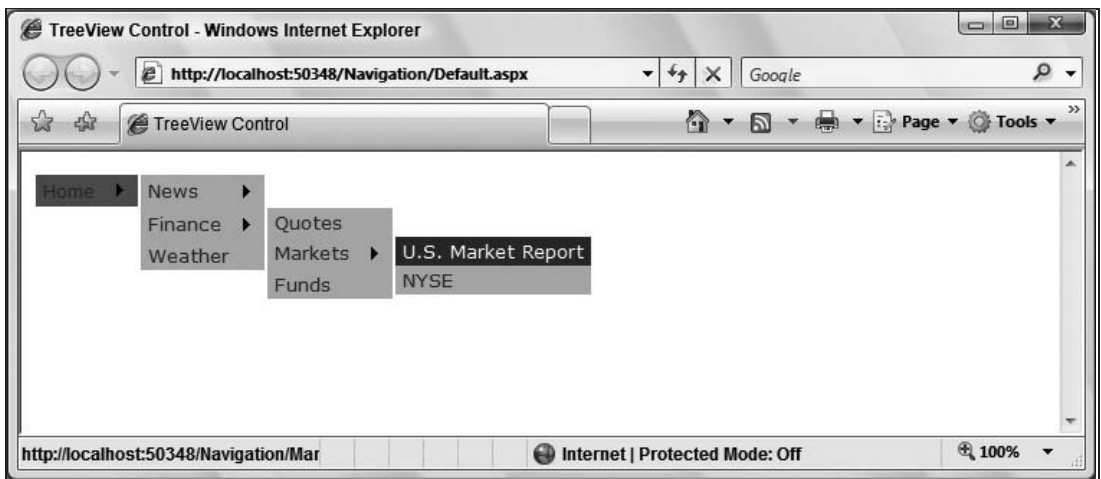 TreeView Control - Windows Internet Explorer
http://localhost:50348/Navigation/Default.aspx
Google
TreeView Control
Page
Tools
Home
News
Finance
Weather
Quotes
Markets
Funds
U.S. Market Report
NYSE
http://localhost:50348/Navigation/Mar
Internet | Protected Mode: Off
100%